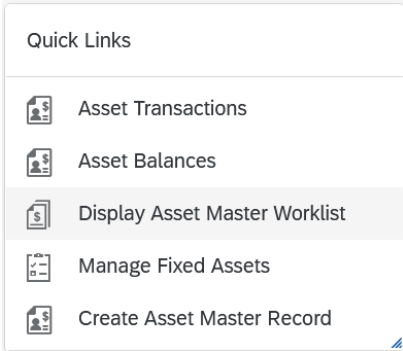 Quick Links
Asset Transactions
Asset Balances
Display Asset Master Worklist
Manage Fixed Assets
Create Asset Master Record